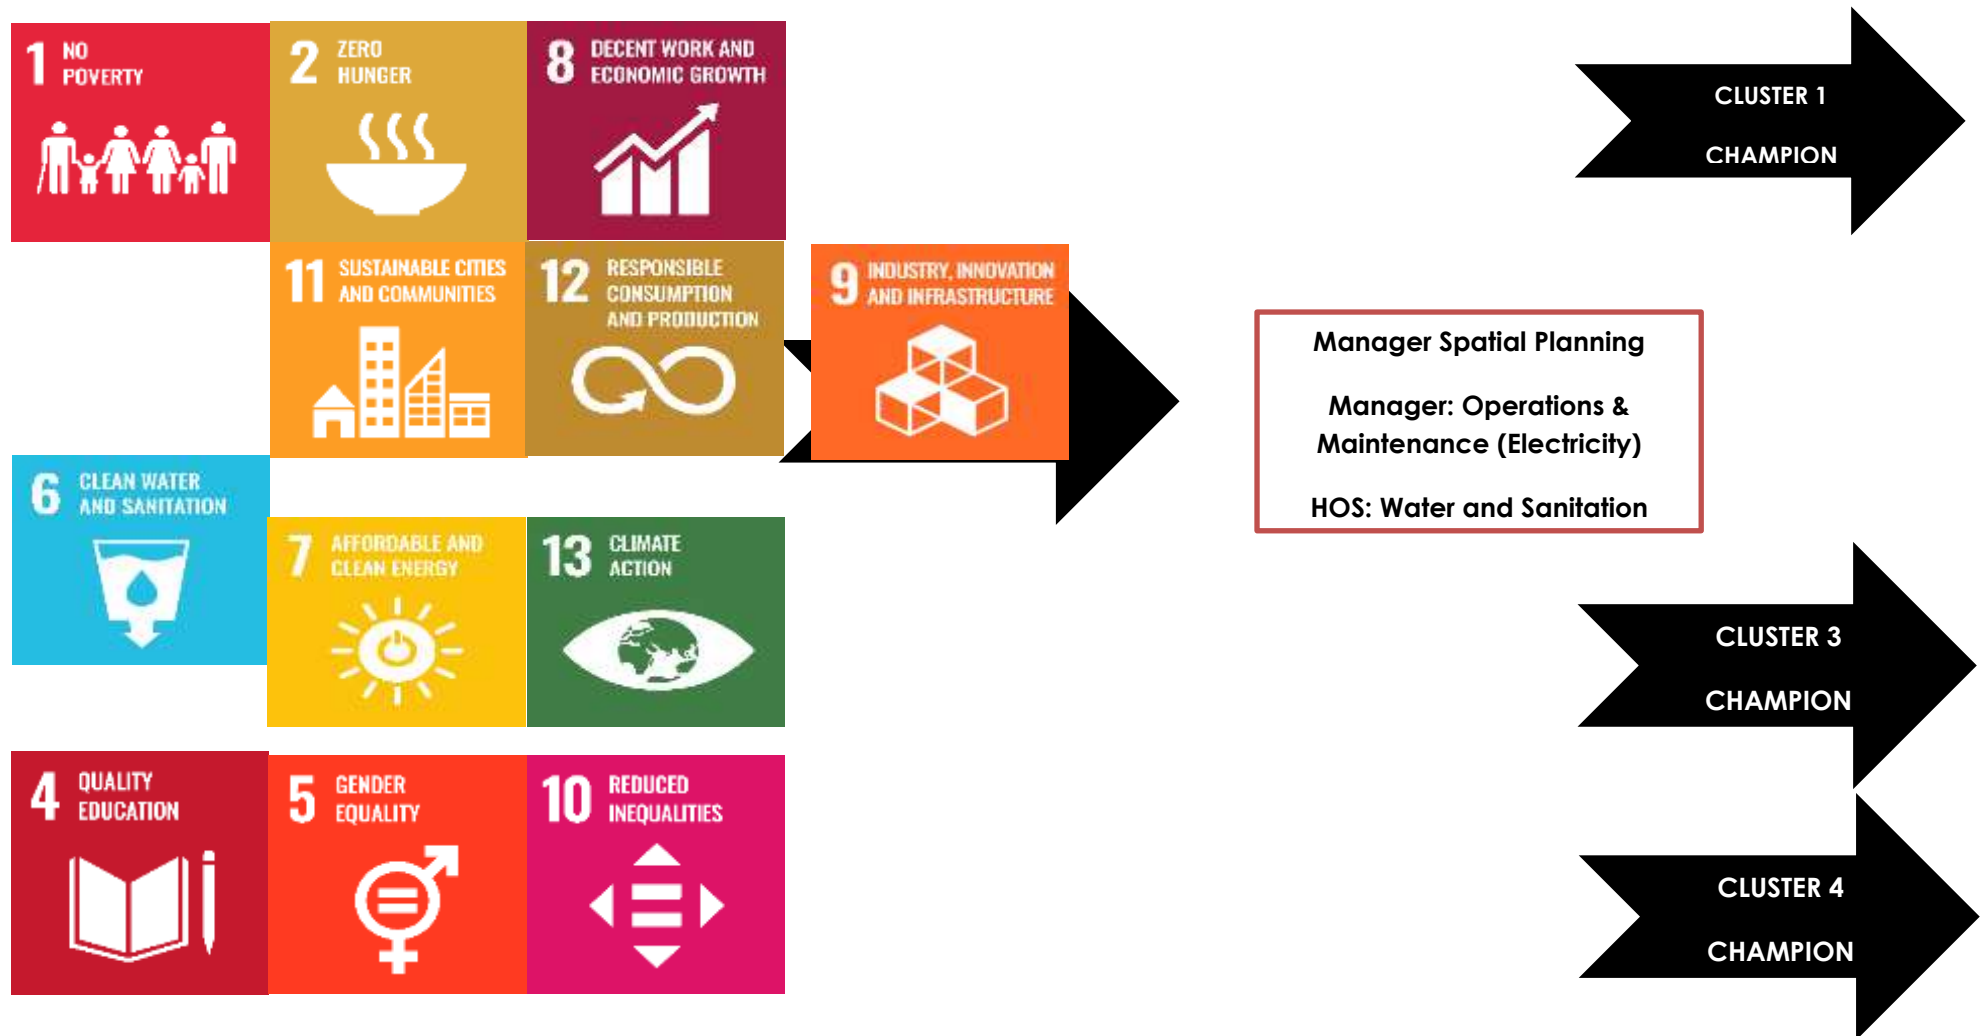 1 NO
POVERTY
2 ZERO
HUNGER
8 DECENT WORK AND
ECONOMIC GROWTH
CLUSTER 1
CHAMPION
11 SUSTAINABLE CITIES
AND COMMUNITIES
12 RESPONSIBLE
CONSUMPTION
AND PRODUCTION
9 INDUSTRY, INNOVATION
AND INFRASTRUCTURE
Manager Spatial Planning
Manager: Operations &
Maintenance (Electricity)
HOS: Water and Sanitation
6 CLEAN WATER
AND SANITATION
7 AFFORDABLE AND
CLEAN ENERGY
13 CLIMATE
ACTION
CLUSTER 3
CHAMPION
4 QUALITY
EDUCATION
5 GENDER
EQUALITY
10 REDUCED
INEQUALITIES
CLUSTER 4
CHAMPION